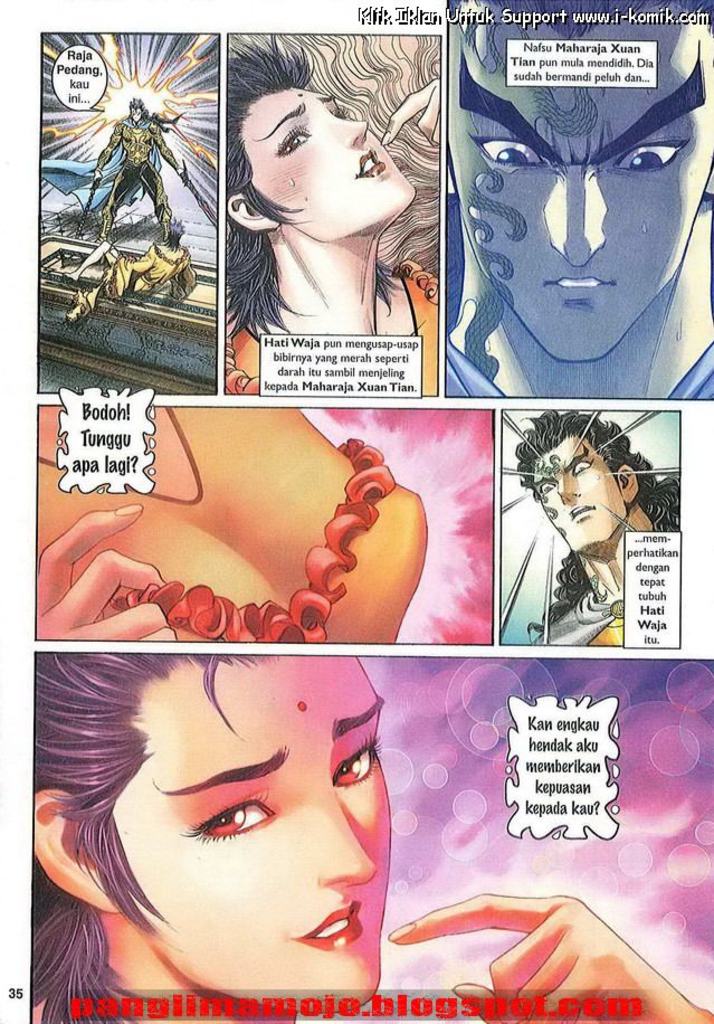 Klik Iklan Untuk Support www.i-komik.com
Raja
Pedang,
kau
ini...
Hati Waja pun mengusap-usap
bibirnya yang merah seperti
darah itu sambil menjeling
kepada Maharaja Xuan Tian.
Nafsu Maharaja Xuan
Tian pun mula mendidih. Dia
sudah bermandi peluh dan...
Bodoh!
Tunggu
apa lagi?
...mem-
perhatikan
dengan
tepat
tubuh
Hati
Waja
itu.
Kan engkau
hendak aku
memberikan
kepuasan
kepada kau?
35
panglimamojo.blogspot.com